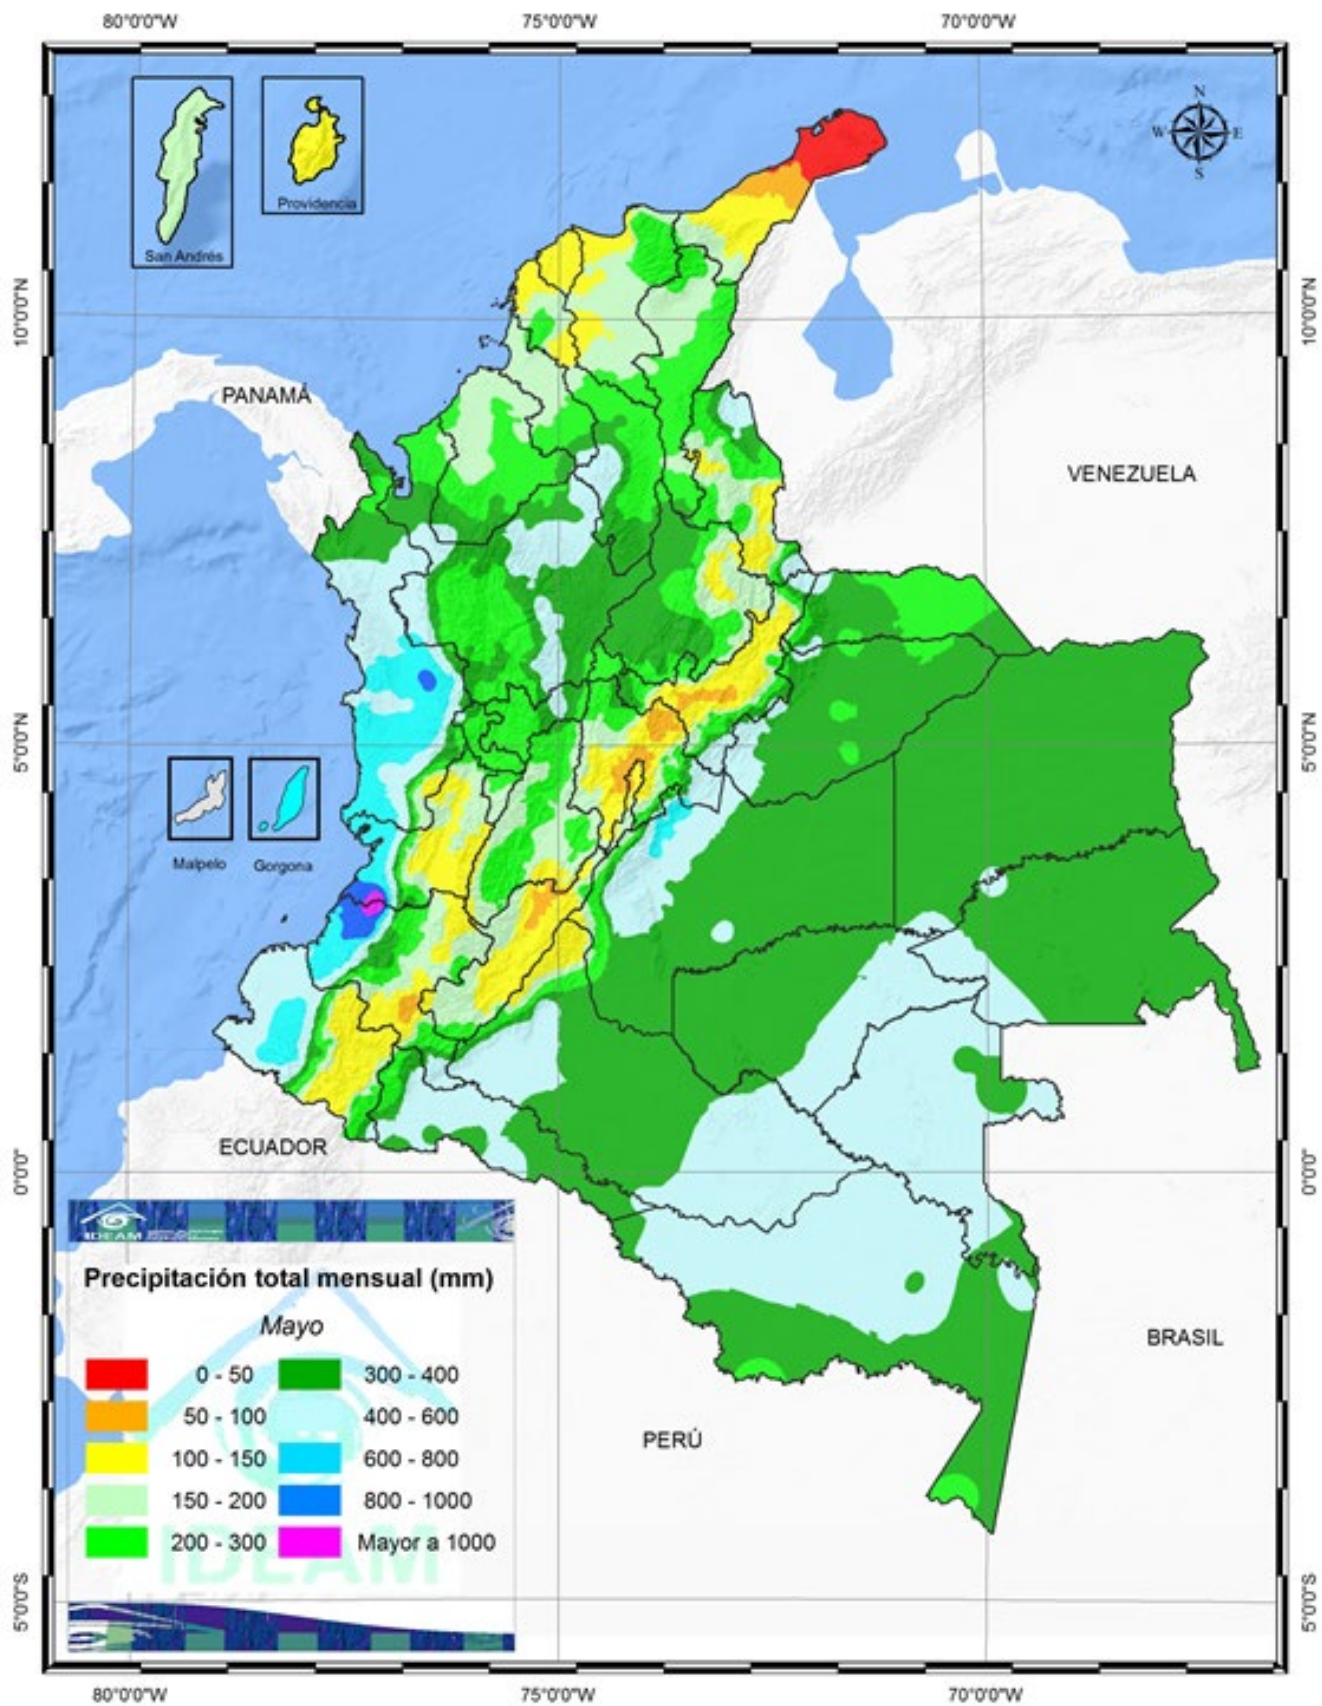 80°0'0"W 75°0'0"W 70°0'0"W
N
W E
S
San Andrés
Providencia
10°0'0"N 10°0'0"N
PANAMÁ
VENEZUELA
5°0'0"N 5°0'0"N
Malpelo Gorgona
ECUADOR
0°0'0" 0°0'0"
IDEAM
Precipitación total mensual (mm)
Mayo
0 - 50 300 - 400
50 - 100 400 - 600
100 - 150 600 - 800
150 - 200 800 - 1000
200 - 300 Mayor a 1000
IDEAM
BRASIL
PERÚ
5°0'0"S 5°0'0"S
80°0'0"W 75°0'0"W 70°0'0"W